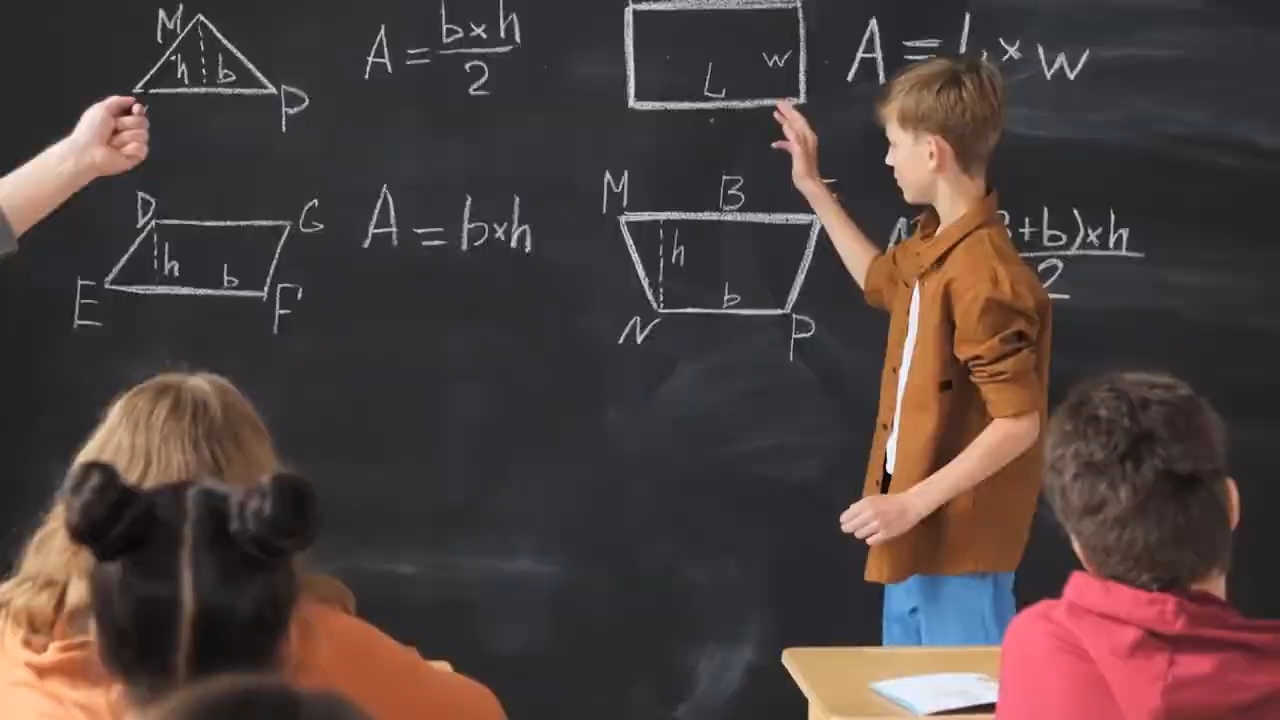 M
h b
P
A = b×h
2
L
w
A = L × w
D
G
h
b
E
F
A = b×h
M
B
h
b
N
P
+b)×h
2